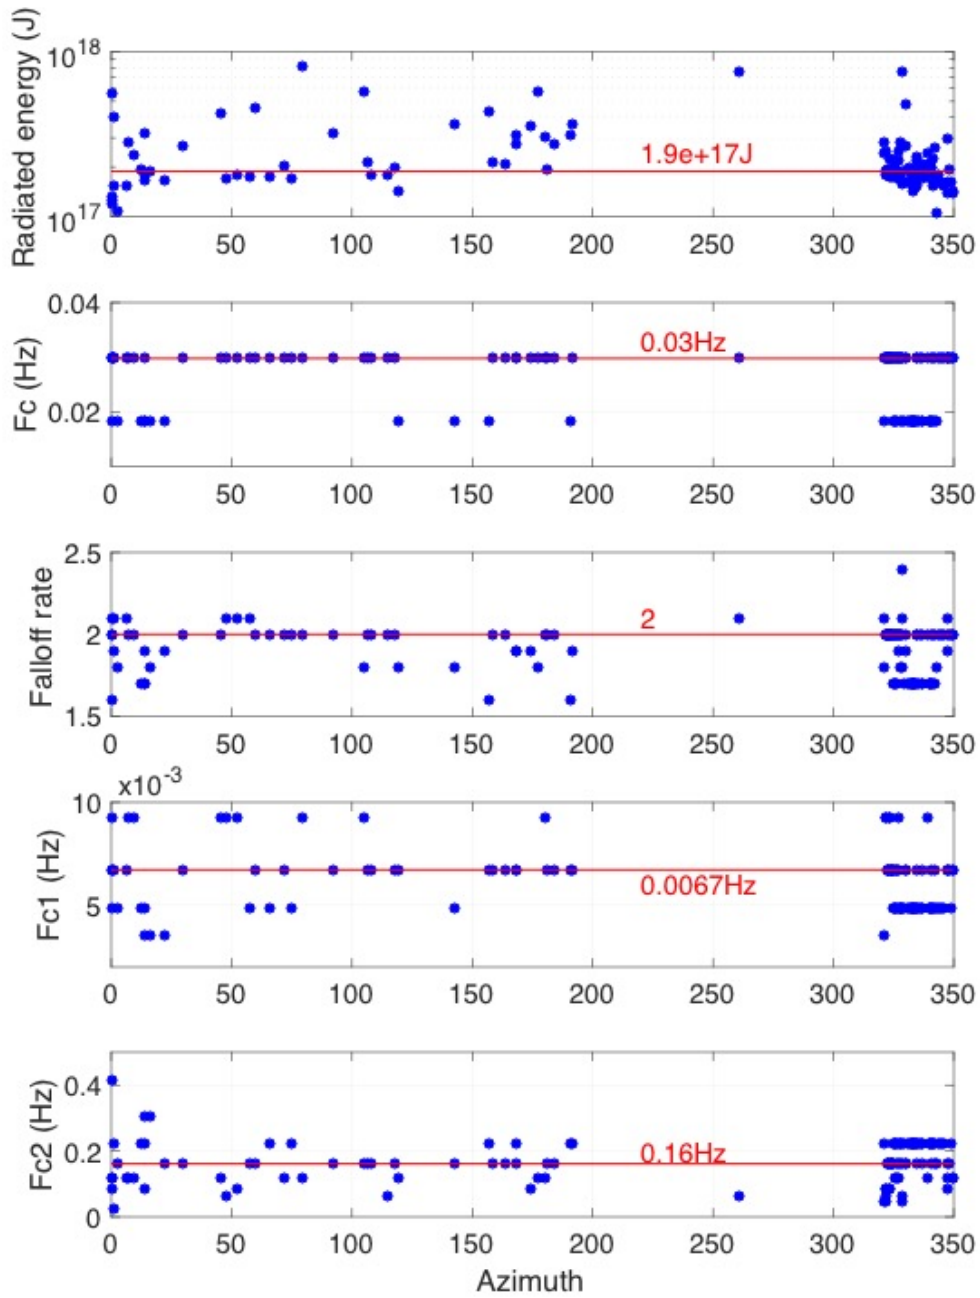 Radiated energy (J)
10^18
1.9e+17J
10^17
0 50 100 150 200 250 300 350
Fc (Hz)
0.04
0.03Hz
0.02
0 50 100 150 200 250 300 350
Falloff rate
2.5
2
2
1.5
0 50 100 150 200 250 300 350
x10^-3
Fc1 (Hz)
10
0.0067Hz
5
0 50 100 150 200 250 300 350
Fc2 (Hz)
0.4
0.2
0.16Hz
0
0 50 100 150 200 250 300 350
Azimuth